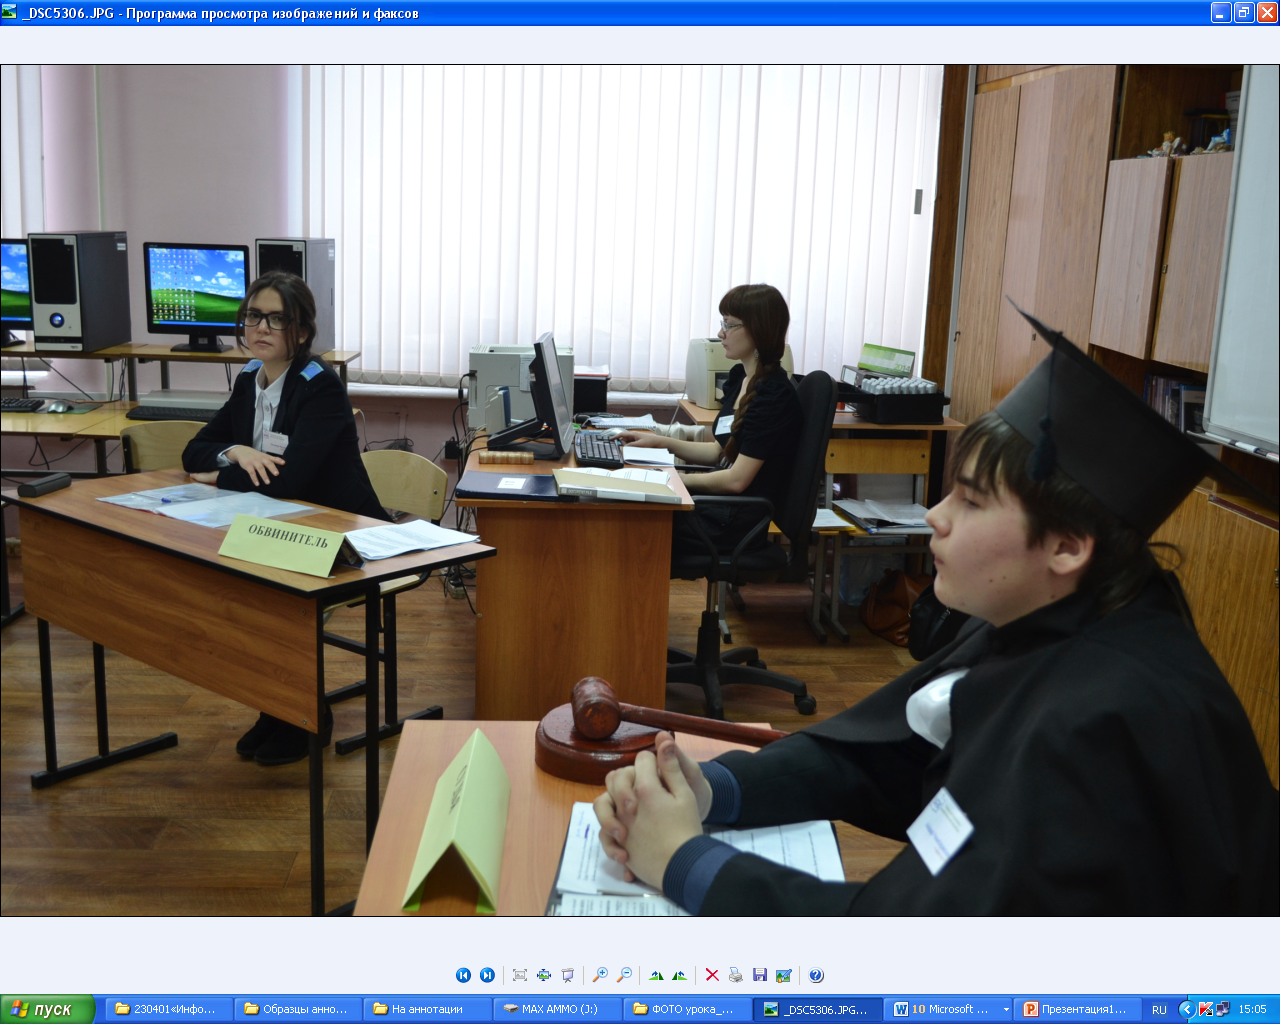 _DSC5306.JPG - Программа просмотра изображений и факсов
ОБВИНИТЕЛЬ
СУДЬЯ
пуск
230401«Инфо...
Образцы анно...
На аннотации
MAX AMMO (J:)
ФОТО урока_...
_DSC5306.JPG...
10 Microsoft ...
Презентация1...
RU
15:05